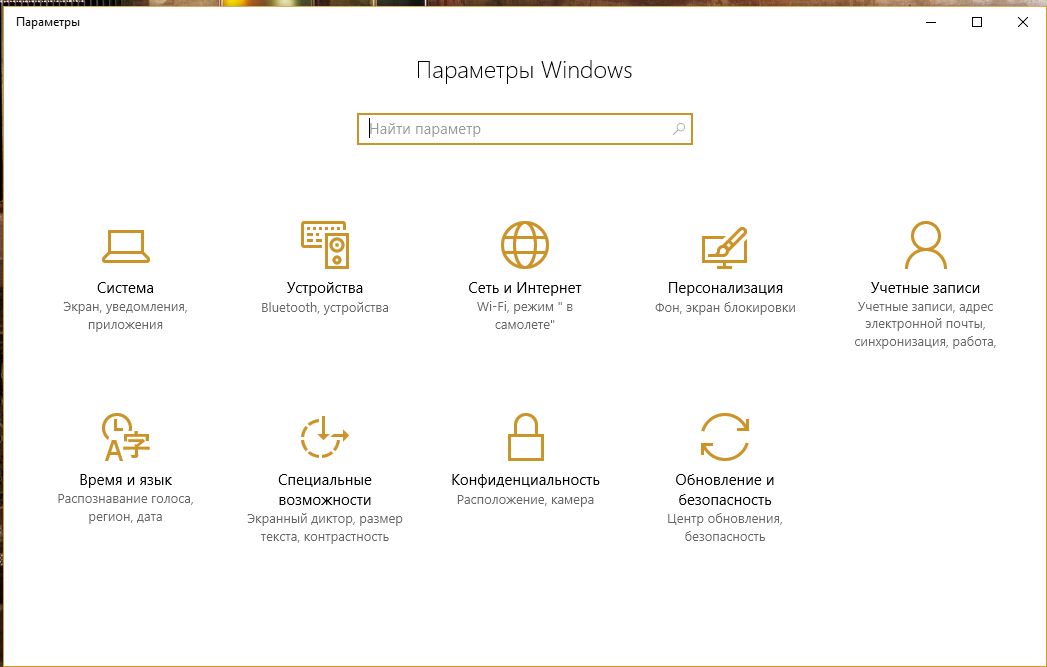 Параметры
Параметры Windows
Найти параметр
Система
Экран, уведомления,
приложения
Устройства
Bluetooth, устройства
Сеть и Интернет
Wi-Fi, режим " в
самолете"
Персонализация
Фон, экран блокировки
Учетные записи
Учетные записи, адрес
электронной почты,
синхронизация, работа,
Время и язык
Распознавание голоса,
регион, дата
Специальные
возможности
Экранный диктор, размер
текста, контрастность
Конфиденциальность
Расположение, камера
Обновление и
безопасность
Центр обновления,
безопасность